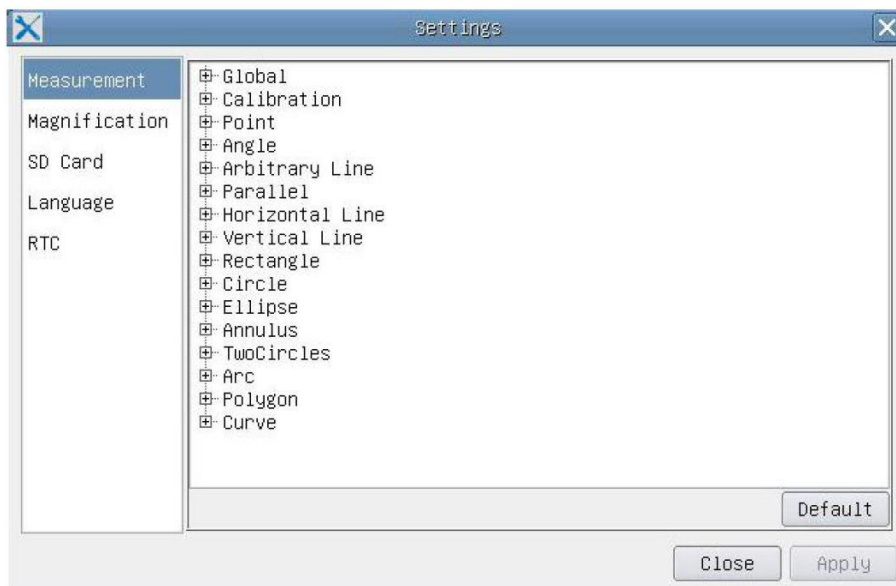 Settings
Measurement
Magnification
SD Card
Language
RTC
Global
Calibration
Point
Angle
Arbitrary Line
Parallel
Horizontal Line
Vertical Line
Rectangle
Circle
Ellipse
Annulus
TwoCircles
Arc
Polygon
Curve
Default
Close
Apply